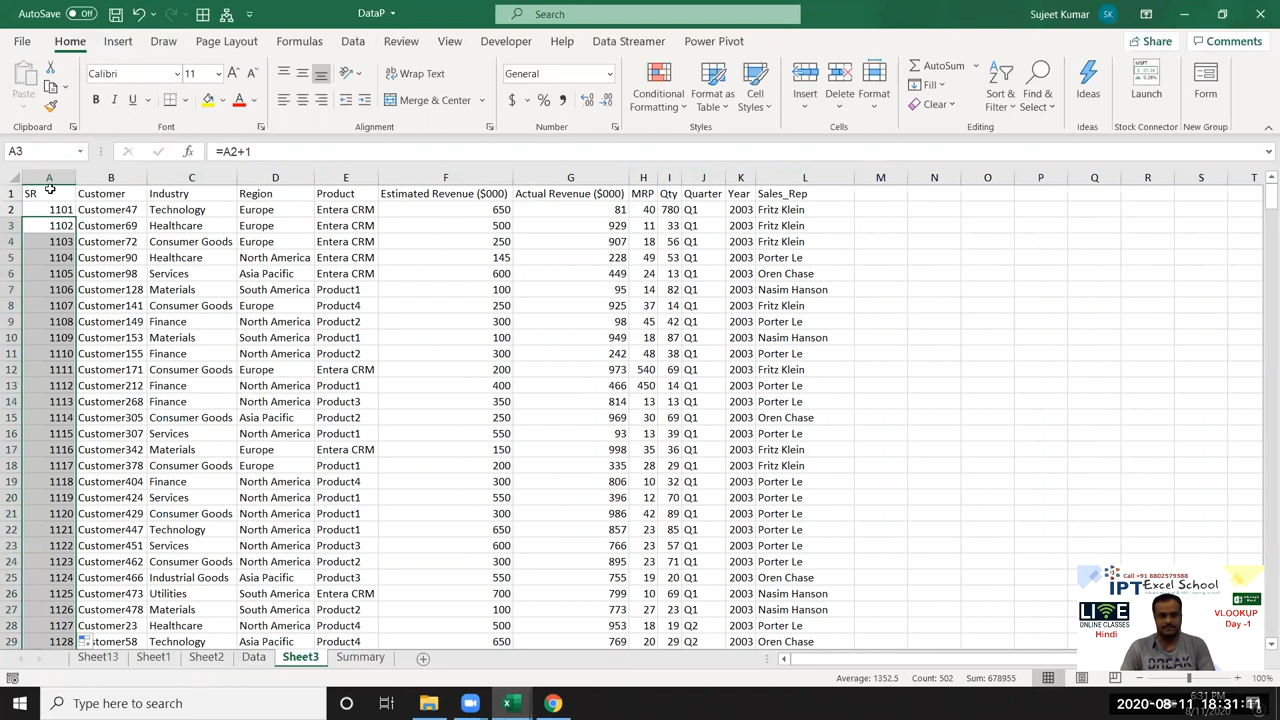 AutoSave Off DataP Search Sujeet Kumar SK
File Home Insert Draw Page Layout Formulas Data Review View Developer Help Data Streamer Power Pivot Share Comments
Calibri 11 Wrap Text General AutoSum
Paste Conditional Formatting Format as Table Cell Styles Insert Delete Format Fill Sort & Filter Find & Select Ideas Launch Form
B I U A Merge & Center $ % Clear
Clipboard Font Alignment Number Styles Cells Editing Ideas Stock Connector New Group
A3 fx =A2+1
A B C D E F G H I J K L M N O P Q R S T
1 SR Customer Industry Region Product Estimated Revenue ($000) Actual Revenue ($000) MRP Qty Quarter Year Sales_Rep
2 1101 Customer47 Technology Europe Entera CRM 650 81 40 780 Q1 2003 Fritz Klein
3 1102 Customer69 Healthcare Europe Entera CRM 500 929 11 33 Q1 2003 Fritz Klein
4 1103 Customer72 Consumer Goods Europe Entera CRM 250 907 18 56 Q1 2003 Fritz Klein
5 1104 Customer90 Healthcare North America Entera CRM 145 228 49 53 Q1 2003 Porter Le
6 1105 Customer98 Services Asia Pacific Entera CRM 600 449 24 13 Q1 2003 Oren Chase
7 1106 Customer128 Materials South America Product1 100 95 14 82 Q1 2003 Nasim Hanson
8 1107 Customer141 Consumer Goods Europe Product4 250 925 37 14 Q1 2003 Fritz Klein
9 1108 Customer149 Finance North America Product2 300 98 45 42 Q1 2003 Porter Le
10 1109 Customer153 Materials South America Product1 100 949 18 87 Q1 2003 Nasim Hanson
11 1110 Customer155 Finance North America Product2 300 242 48 38 Q1 2003 Porter Le
12 1111 Customer171 Consumer Goods Europe Entera CRM 200 973 540 69 Q1 2003 Fritz Klein
13 1112 Customer212 Finance North America Product1 400 466 450 14 Q1 2003 Porter Le
14 1113 Customer268 Finance North America Product3 350 814 13 13 Q1 2003 Porter Le
15 1114 Customer305 Consumer Goods Asia Pacific Product2 250 969 30 69 Q1 2003 Oren Chase
16 1115 Customer307 Services North America Product1 550 93 13 39 Q1 2003 Porter Le
17 1116 Customer342 Materials Europe Entera CRM 150 998 35 36 Q1 2003 Fritz Klein
18 1117 Customer378 Consumer Goods Europe Product1 200 335 28 29 Q1 2003 Fritz Klein
19 1118 Customer404 Finance North America Product4 300 806 10 32 Q1 2003 Porter Le
20 1119 Customer424 Services North America Product1 550 396 12 70 Q1 2003 Porter Le
21 1120 Customer429 Consumer Goods North America Product1 300 986 42 89 Q1 2003 Porter Le
22 1121 Customer447 Technology North America Product1 650 857 23 85 Q1 2003 Porter Le
23 1122 Customer451 Services North America Product3 600 766 23 57 Q1 2003 Porter Le
24 1123 Customer462 Consumer Goods North America Product2 300 895 23 71 Q1 2003 Porter Le
25 1124 Customer466 Industrial Goods Asia Pacific Product3 550 755 19 20 Q1 2003 Oren Chase
26 1125 Customer473 Utilities South America Entera CRM 700 799 10 69 Q1 2003 Nasim Hanson
27 1126 Customer478 Materials South America Product2 100 773 27 23 Q1 2003 Nasim Hanson
28 1127 Customer23 Healthcare North America Product4 500 953 18 19 Q2 2003 Porter Le
29 1128 Customer58 Technology Asia Pacific Product4 650 769 20 29 Q2 2003 Oren Chase
Call +91 8802579388
IPT Excel School
LIVE
ONLINE CLASSES
Hindi
VLOOKUP
Day -1
BREAK
Sheet13 Sheet1 Sheet2 Data Sheet3 Summary
Average: 1352.5 Count: 502 Sum: 678955 100%
Type here to search
6:31 PM
2020-08-11 18:31:11
8/11/2020